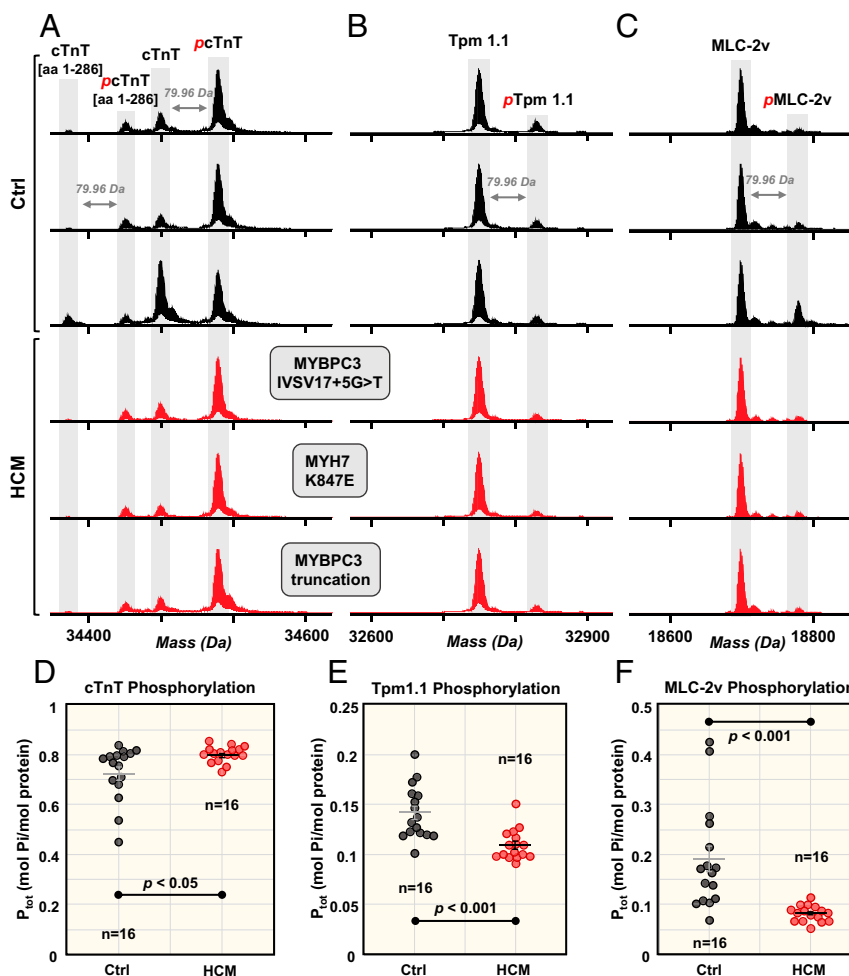 A
B
C
cTnT
[aa 1-286]
pcTnT
[aa 1-286]
cTnT
pcTnT
79.96 Da
Tpm 1.1
pTpm 1.1
MLC-2v
pMLC-2v
79.96 Da
79.96 Da
79.96 Da
Ctrl
HCM
MYBPC3
IVSV17+5G>T
MYH7
K847E
MYBPC3
truncation
34400 Mass (Da) 34600
32600 Mass (Da) 32900
18600 Mass (Da) 18800
D
cTnT Phosphorylation
Ptot (mol Pi/mol protein)
1
0.8
0.6
0.4
0.2
0
n=16
p < 0.05
n=16
Ctrl HCM
E
Tpm1.1 Phosphorylation
Ptot (mol Pi/mol protein)
0.25
0.2
0.15
0.1
0.05
0
n=16
n=16
p < 0.001
Ctrl HCM
F
MLC-2v Phosphorylation
Ptot (mol Pi/mol protein)
0.5
0.4
0.3
0.2
0.1
0
p < 0.001
n=16
n=16
Ctrl HCM